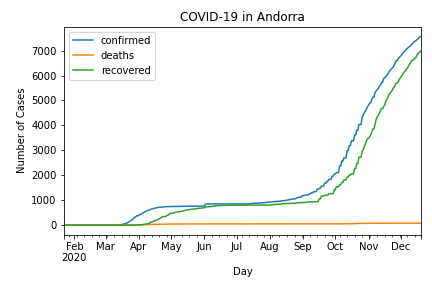 COVID-19 in Andorra
confirmed
deaths
recovered
Number of Cases
7000
6000
5000
4000
3000
2000
1000
0
Feb Mar Apr May Jun Jul Aug Sep Oct Nov Dec
2020
Day